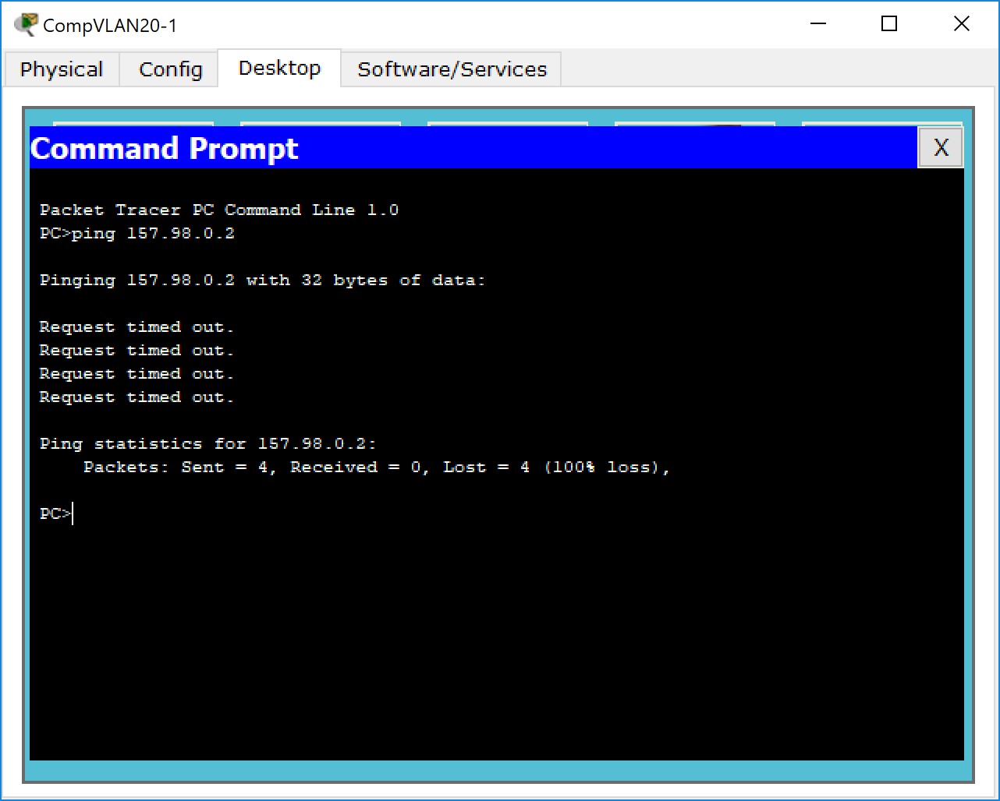 CompVLAN20-1
Physical Config Desktop Software/Services
Command Prompt X
Packet Tracer PC Command Line 1.0
PC>ping 157.98.0.2
Pinging 157.98.0.2 with 32 bytes of data:
Request timed out.
Request timed out.
Request timed out.
Request timed out.
Ping statistics for 157.98.0.2:
Packets: Sent = 4, Received = 0, Lost = 4 (100% loss),
PC>